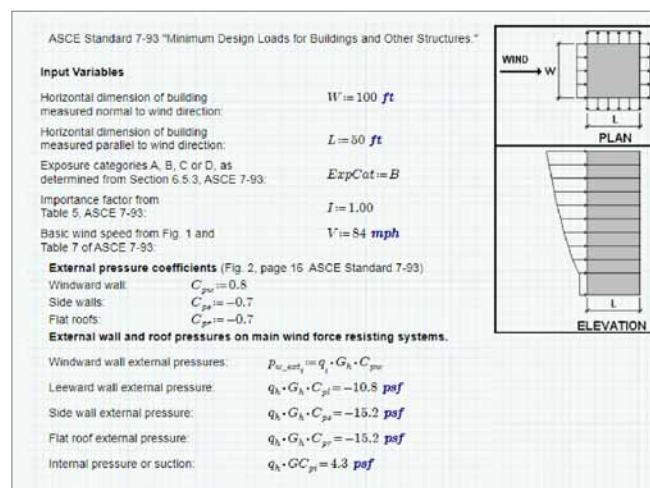 ASCE Standard 7-93 "Minimum Design Loads for Buildings and Other Structures."
Input Variables
Horizontal dimension of building
measured normal to wind direction:
W:=100 ft
Horizontal dimension of building
measured parallel to wind direction:
L:=50 ft
Exposure categories A, B, C or D, as
determined from Section 6.5.3, ASCE 7-93:
ExpCat:=B
Importance factor from
Table 5, ASCE 7-93:
I:=1.00
Basic wind speed from Fig. 1 and
Table 7 of ASCE 7-93:
V:=84 mph
External pressure coefficients (Fig. 2, page 16 ASCE Standard 7-93)
Windward wall: C_pw:=0.8
Side walls: C_ps:=−0.7
Flat roofs: C_pr:=−0.7
External wall and roof pressures on main wind force resisting systems.
Windward wall external pressures: p_w_ext_i:=q_i·G_h·C_pw
Leeward wall external pressure: q_h·G_h·C_pl=−10.8 psf
Side wall external pressure: q_h·G_h·C_ps=−15.2 psf
Flat roof external pressure: q_h·G_h·C_pr=−15.2 psf
Internal pressure or suction: q_h·GC_pi=4.3 psf
WIND
W
L
PLAN
L
ELEVATION